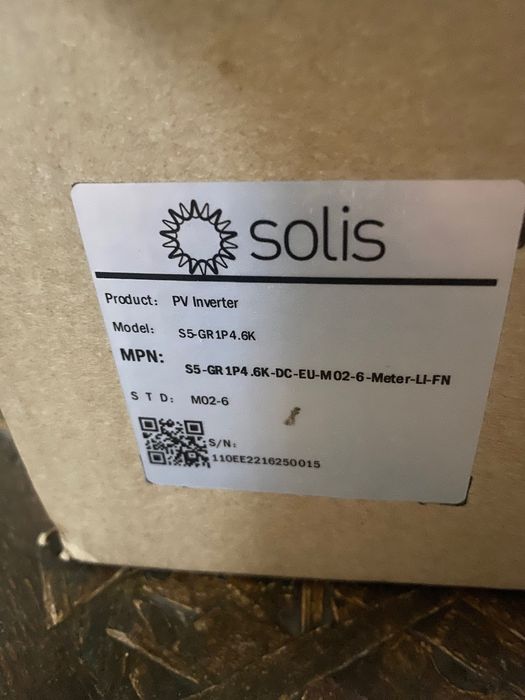 solis
Product: PV Inverter
Model: S5-GR1P4.6K
MPN: S5-GR1P4.6K-DC-EU-M02-6-Meter-LI-FN
S T D: M02-6
S/N:
110EE2216250015